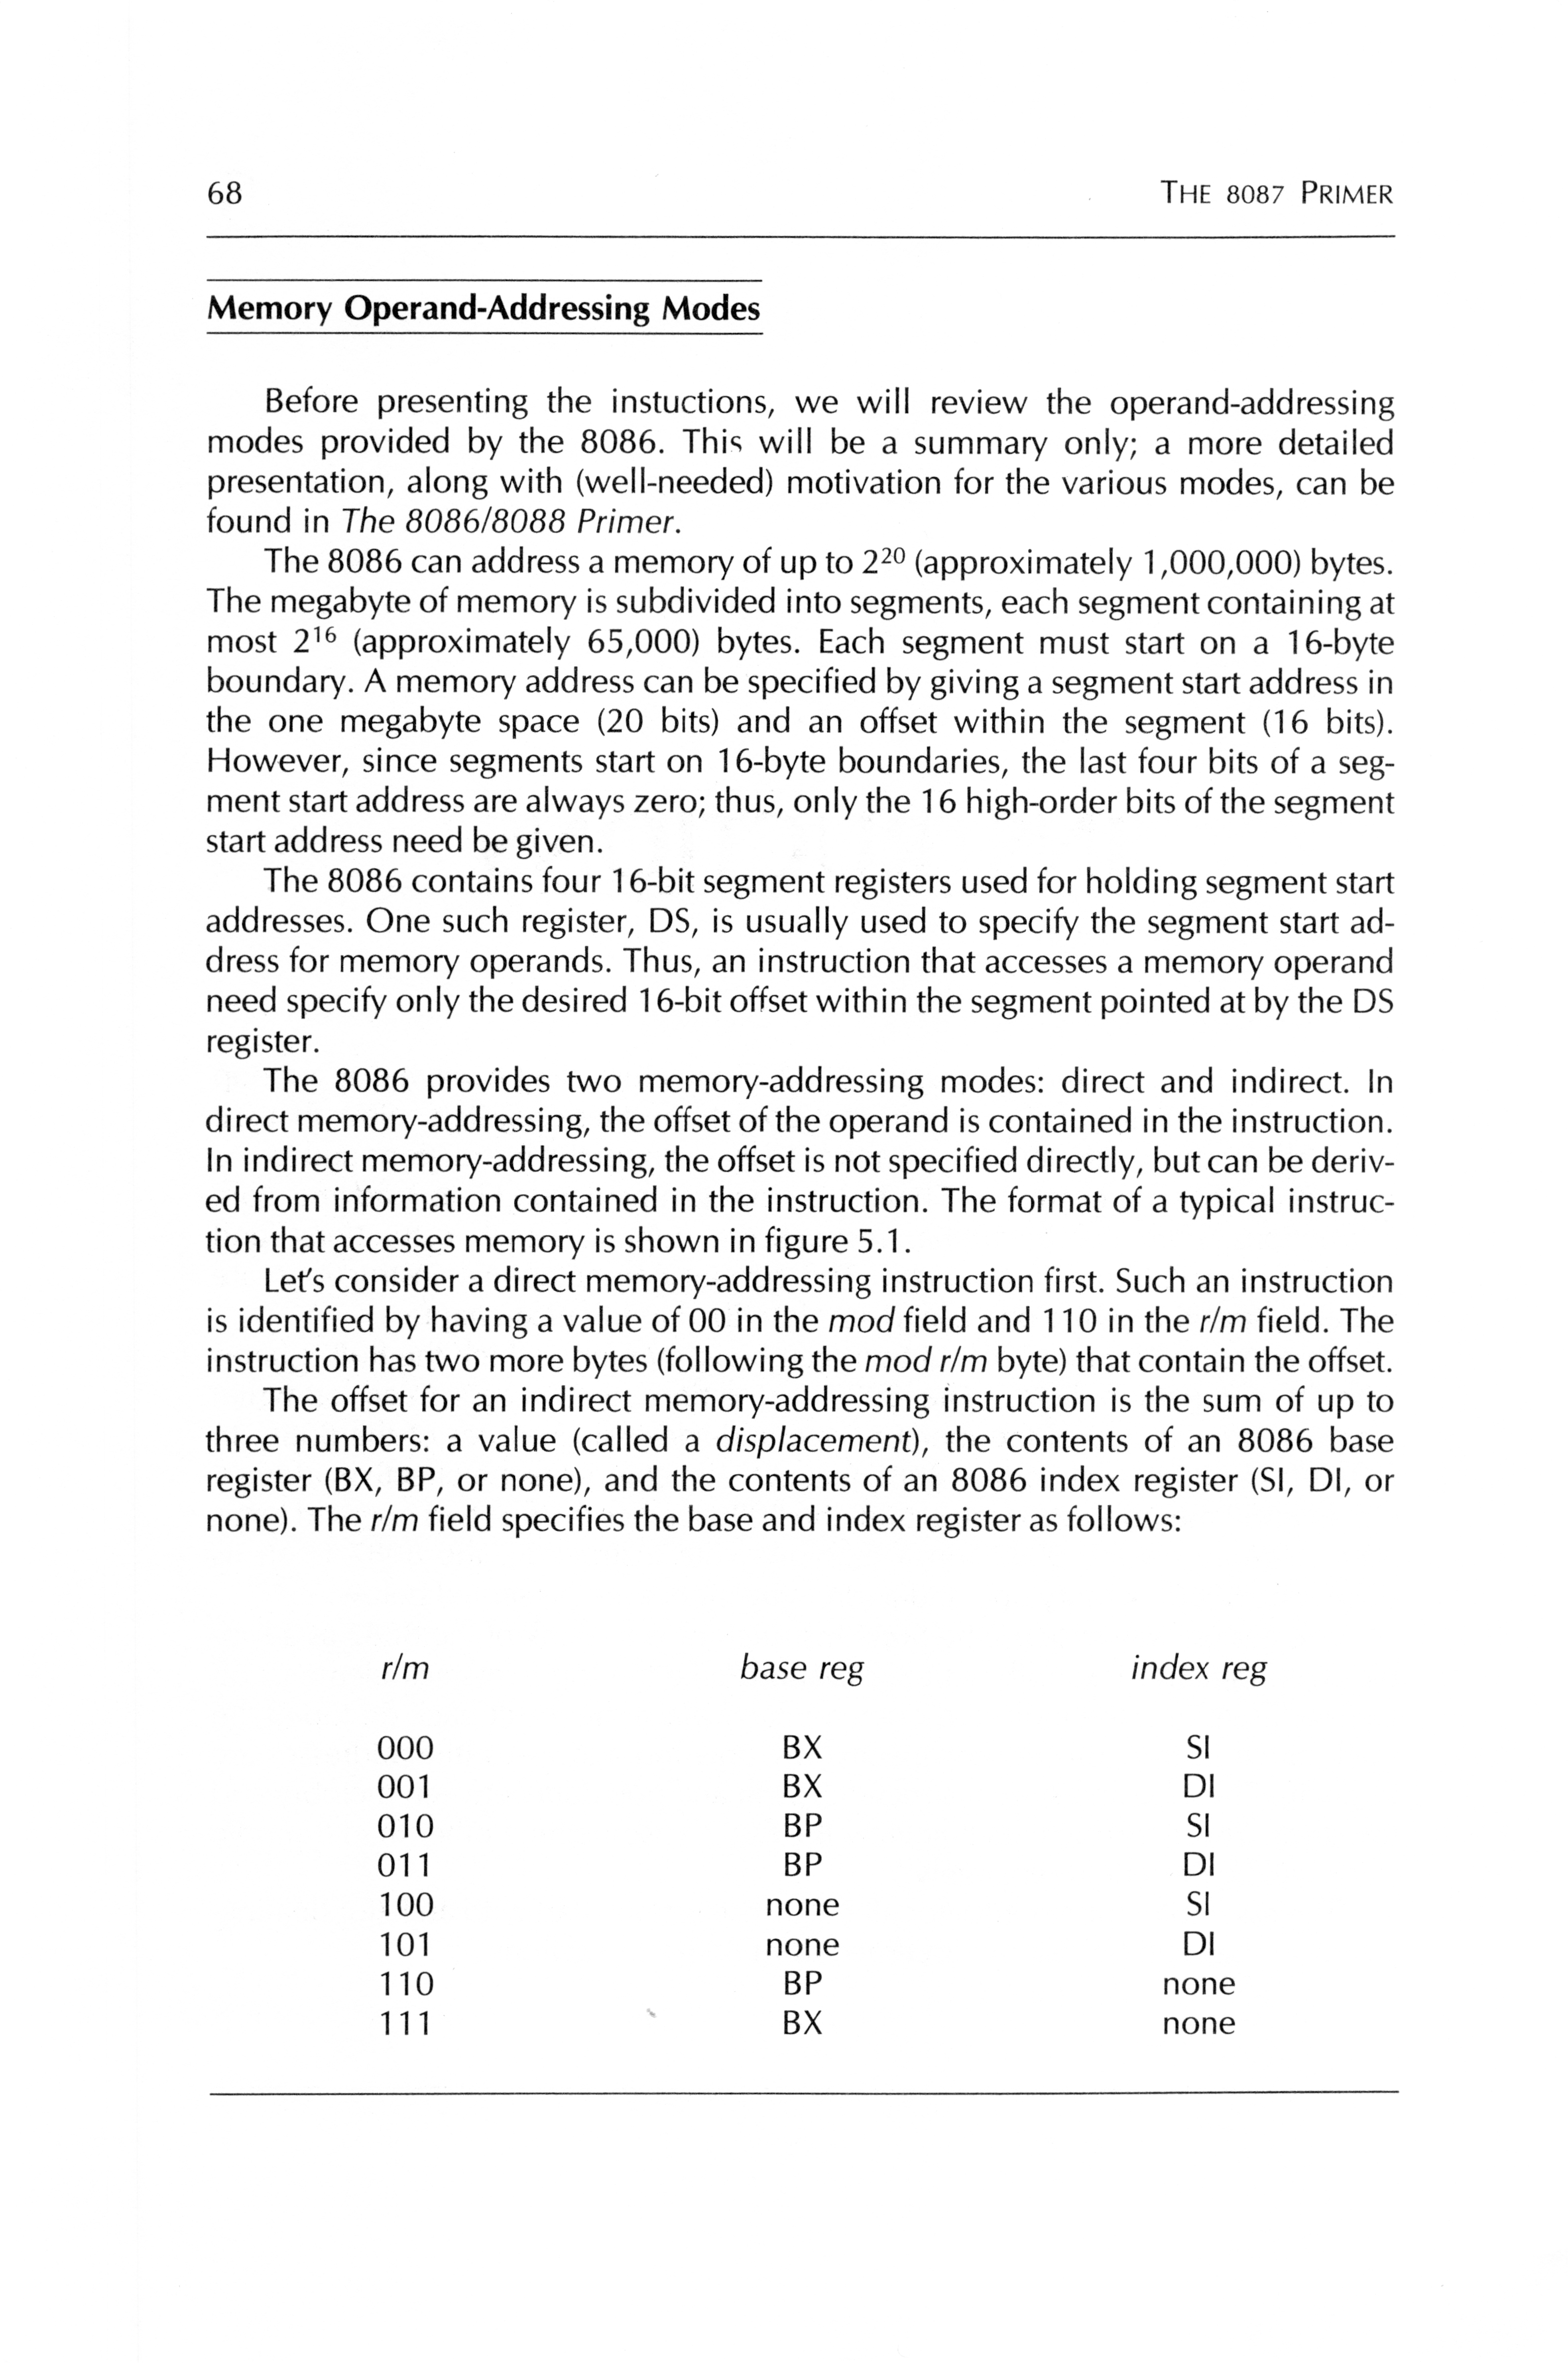 68 THE 8087 PRIMER
Memory Operand-Addressing Modes
Before presenting the instuctions, we will review the operand-addressing
modes provided by the 8086. This will be a summary only; a more detailed
presentation, along with (well-needed) motivation for the various modes, can be
found in The 8086/8088 Primer.
The 8086 can address a memory of up to 2²⁰ (approximately 1,000,000) bytes.
The megabyte of memory is subdivided into segments, each segment containing at
most 2¹⁶ (approximately 65,000) bytes. Each segment must start on a 16-byte
boundary. A memory address can be specified by giving a segment start address in
the one megabyte space (20 bits) and an offset within the segment (16 bits).
However, since segments start on 16-byte boundaries, the last four bits of a seg-
ment start address are always zero; thus, only the 16 high-order bits of the segment
start address need be given.
The 8086 contains four 16-bit segment registers used for holding segment start
addresses. One such register, DS, is usually used to specify the segment start ad-
dress for memory operands. Thus, an instruction that accesses a memory operand
need specify only the desired 16-bit offset within the segment pointed at by the DS
register.
The 8086 provides two memory-addressing modes: direct and indirect. In
direct memory-addressing, the offset of the operand is contained in the instruction.
In indirect memory-addressing, the offset is not specified directly, but can be deriv-
ed from information contained in the instruction. The format of a typical instruc-
tion that accesses memory is shown in figure 5.1.
Let's consider a direct memory-addressing instruction first. Such an instruction
is identified by having a value of 00 in the mod field and 110 in the r/m field. The
instruction has two more bytes (following the mod r/m byte) that contain the offset.
The offset for an indirect memory-addressing instruction is the sum of up to
three numbers: a value (called a displacement), the contents of an 8086 base
register (BX, BP, or none), and the contents of an 8086 index register (SI, DI, or
none). The r/m field specifies the base and index register as follows:
r/m base reg index reg
000 BX SI
001 BX DI
010 BP SI
011 BP DI
100 none SI
101 none DI
110 BP none
111 BX none